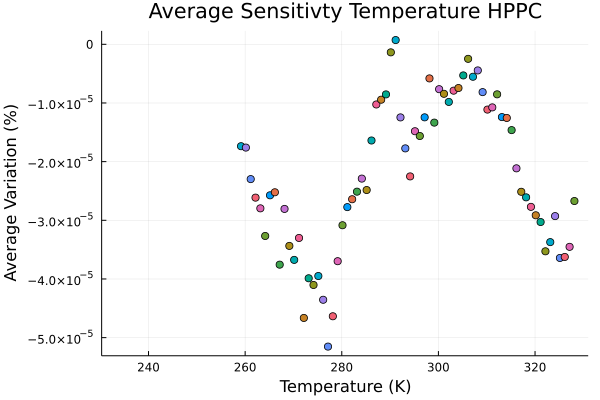 Average Sensitivty Temperature HPPC
Average Variation (%)
0
−1.0×10⁻⁵
−2.0×10⁻⁵
−3.0×10⁻⁵
−4.0×10⁻⁵
−5.0×10⁻⁵
240 260 280 300 320
Temperature (K)